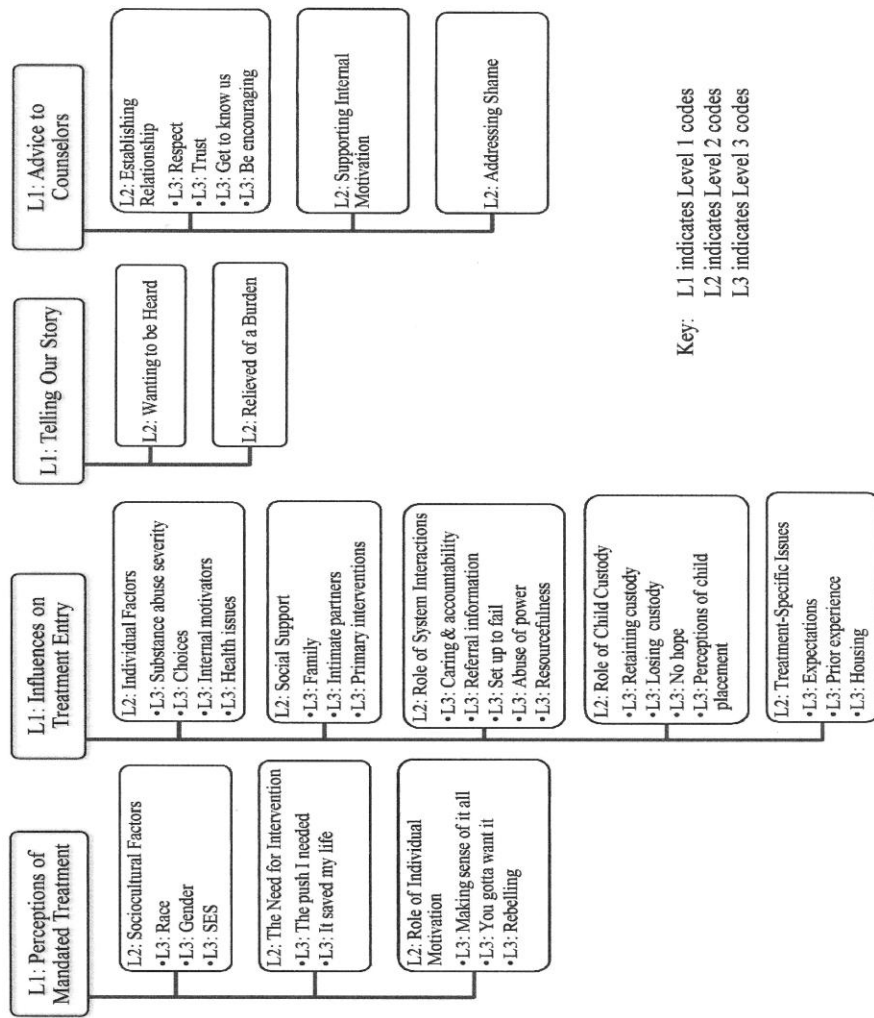 L1: Perceptions of
Mandated Treatment
L2: Sociocultural Factors
•L3: Race
•L3: Gender
•L3: SES
L2: The Need for Intervention
•L3: The push I needed
•L3: It saved my life
L2: Role of Individual
Motivation
•L3: Making sense of it all
•L3: You gotta want it
•L3: Rebelling
L1: Influences on
Treatment Entry
L2: Individual Factors
•L3: Substance abuse severity
•L3: Choices
•L3: Internal motivators
•L3: Health issues
L2: Social Support
•L3: Family
•L3: Intimate partners
•L3: Primary interventions
L2: Role of System Interactions
•L3: Caring & accountability
•L3: Referral information
•L3: Set up to fail
•L3: Abuse of power
•L3: Resourcefulness
L2: Role of Child Custody
•L3: Retaining custody
•L3: Losing custody
•L3: No hope
•L3: Perceptions of child
placement
L2: Treatment-Specific Issues
•L3: Expectations
•L3: Prior experience
•L3: Housing
L1: Telling Our Story
L2: Wanting to be Heard
L2: Relieved of a Burden
L1: Advice to
Counselors
L2: Establishing
Relationship
•L3: Respect
•L3: Trust
•L3: Get to know us
•L3: Be encouraging
L2: Supporting Internal
Motivation
L2: Addressing Shame
Key: L1 indicates Level 1 codes
L2 indicates Level 2 codes
L3 indicates Level 3 codes